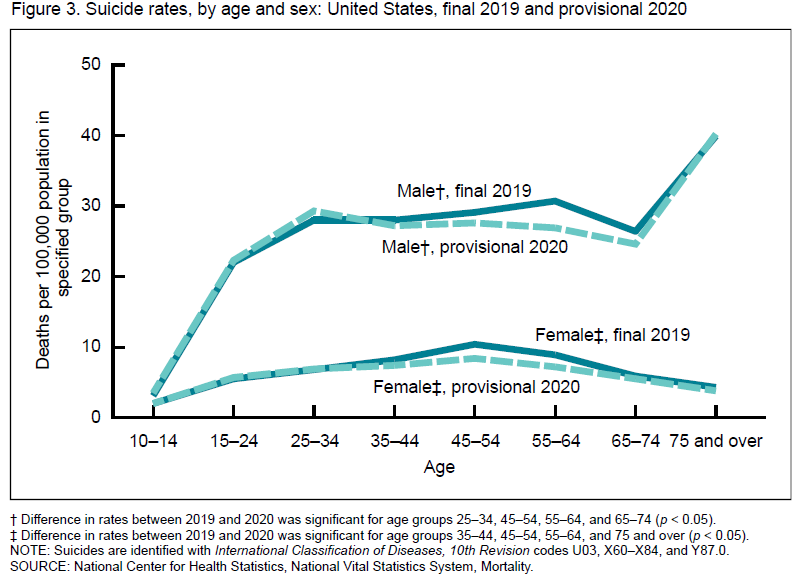 Figure 3. Suicide rates, by age and sex: United States, final 2019 and provisional 2020
Deaths per 100,000 population in
specified group
50
40
30
20
10
0
Male†, final 2019
Male†, provisional 2020
Female‡, final 2019
Female‡, provisional 2020
10–14
15–24
25–34
35–44
45–54
55–64
65–74
75 and over
Age
† Difference in rates between 2019 and 2020 was significant for age groups 25–34, 45–54, 55–64, and 65–74 (p < 0.05).
‡ Difference in rates between 2019 and 2020 was significant for age groups 35–44, 45–54, 55–64, and 75 and over (p < 0.05).
NOTE: Suicides are identified with International Classification of Diseases, 10th Revision codes U03, X60–X84, and Y87.0.
SOURCE: National Center for Health Statistics, National Vital Statistics System, Mortality.